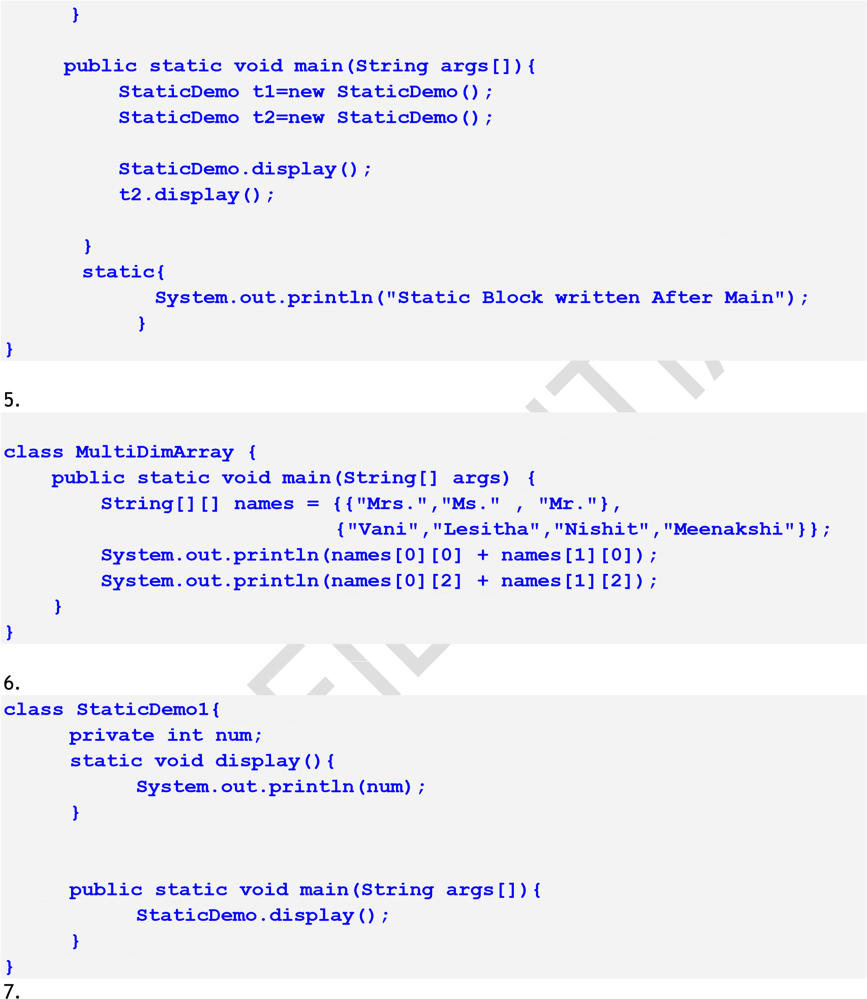 }
public static void main(String args[]){
StaticDemo t1=new StaticDemo();
StaticDemo t2=new StaticDemo();
StaticDemo.display();
t2.display();
}
static{
System.out.println("Static Block written After Main");
}
}
5.
class MultiDimArray {
public static void main(String[] args) {
String[][] names = {{"Mrs.","Ms." , "Mr."},
{"Vani","Lesitha","Nishit","Meenakshi"}};
System.out.println(names[0][0] + names[1][0]);
System.out.println(names[0][2] + names[1][2]);
}
}
6.
class StaticDemo1{
private int num;
static void display(){
System.out.println(num);
}
public static void main(String args[]){
StaticDemo.display();
}
}
7.